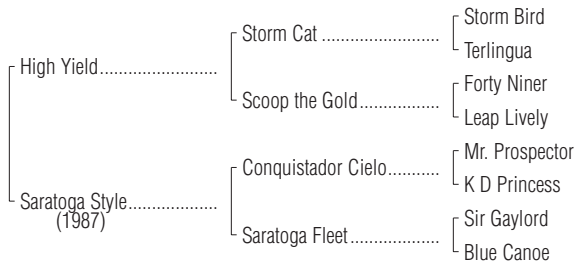 Storm Bird
Storm Cat ........................
Terlingua
High Yield........................
Forty Niner
Scoop the Gold................
Leap Lively
Mr. Prospector
Conquistador Cielo...........
K D Princess
Saratoga Style..................
(1987)
Sir Gaylord
Saratoga Fleet..................
Blue Canoe